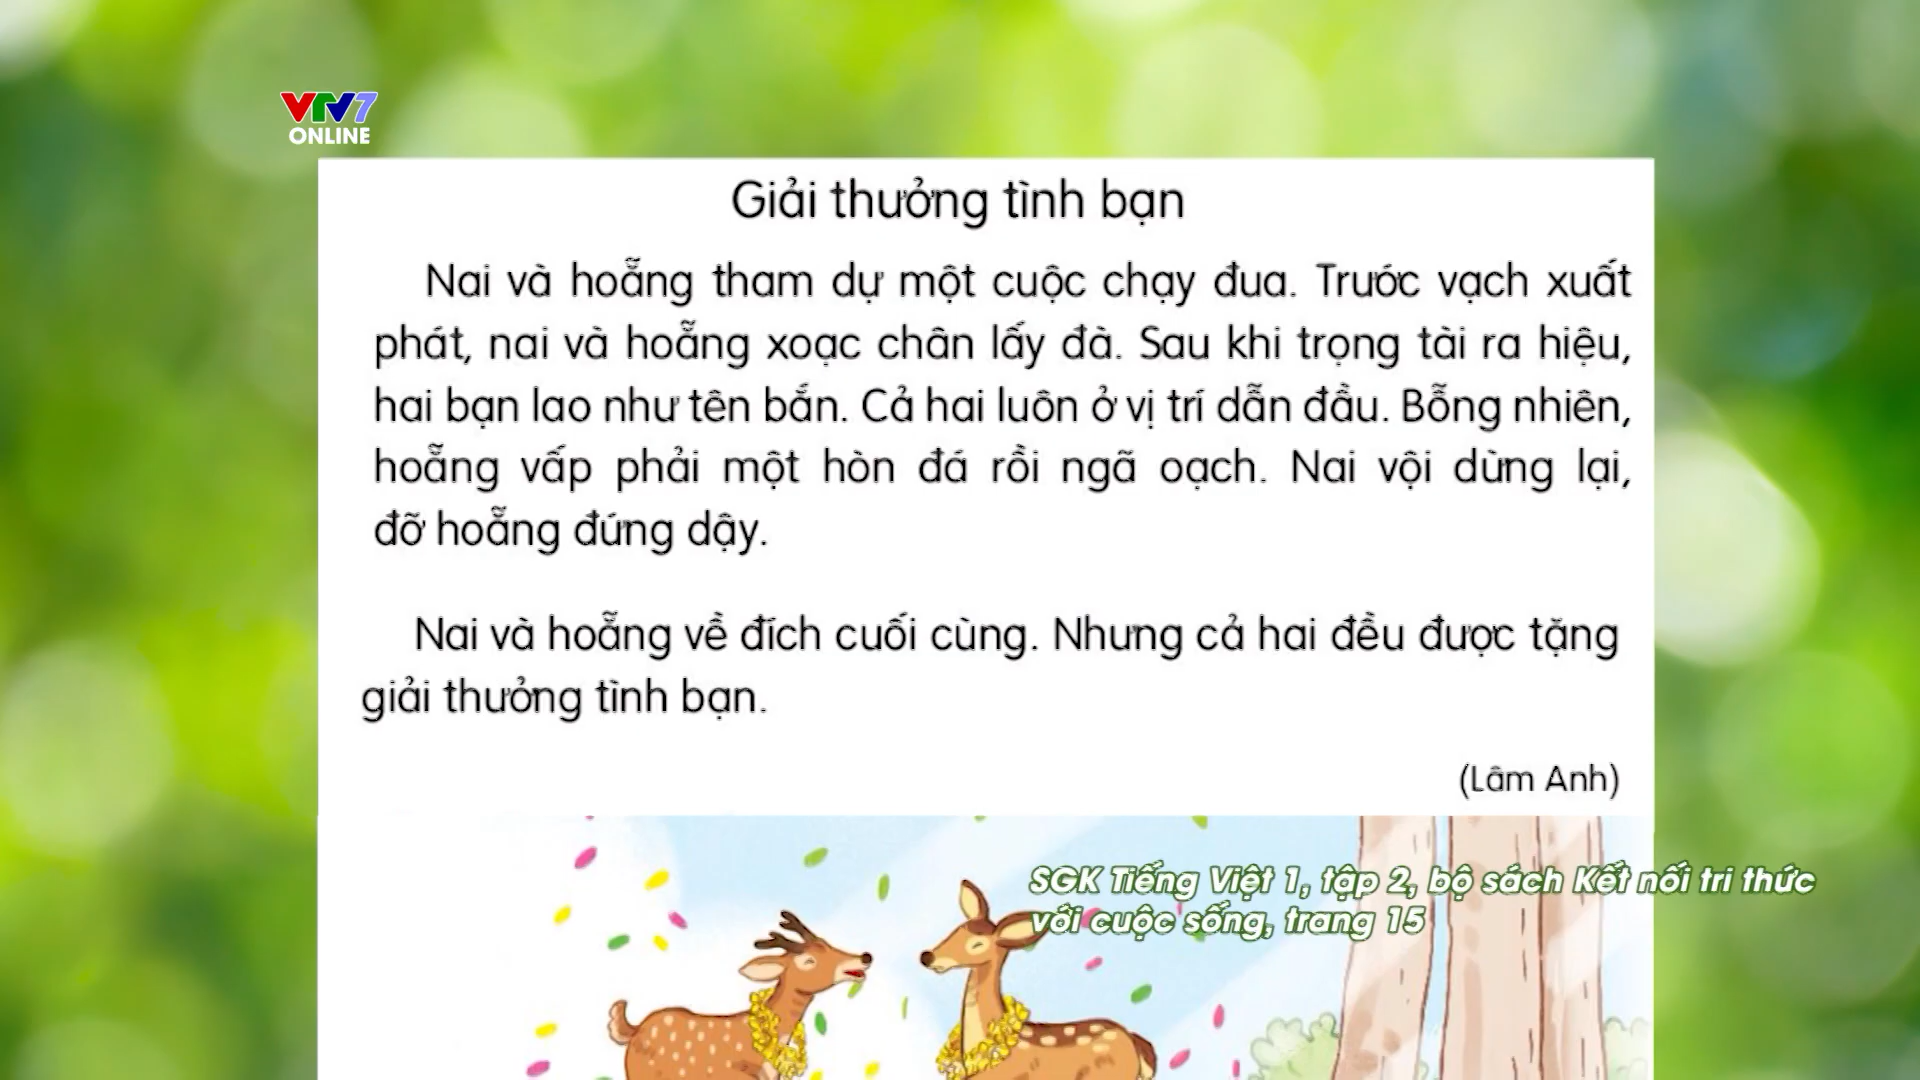 VTV7
ONLINE
Giải thưởng tình bạn
Nai và hoẵng tham dự một cuộc chạy đua. Trước vạch xuất
phát, nai và hoẵng xoạc chân lấy đà. Sau khi trọng tài ra hiệu,
hai bạn lao như tên bắn. Cả hai luôn ở vị trí dẫn đầu. Bỗng nhiên,
hoẵng vấp phải một hòn đá rồi ngã oạch. Nai vội dừng lại,
đỡ hoẵng đứng dậy.
Nai và hoẵng về đích cuối cùng. Nhưng cả hai đều được tặng
giải thưởng tình bạn.
(Lâm Anh)
SGK Tiếng Việt 1, tập 2, bộ sách Kết nối tri thức
với cuộc sống, trang 15